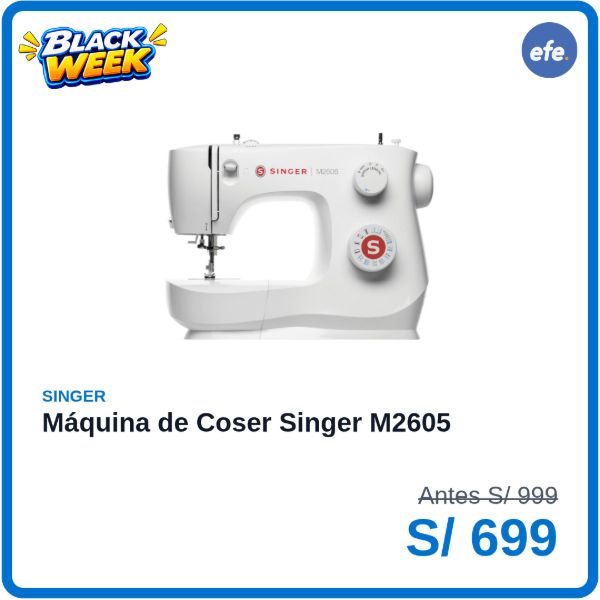 BLACK
WEEK
efe.
S SINGER | M2605
S
SINGER
Máquina de Coser Singer M2605
Antes S/ 999
S/ 699